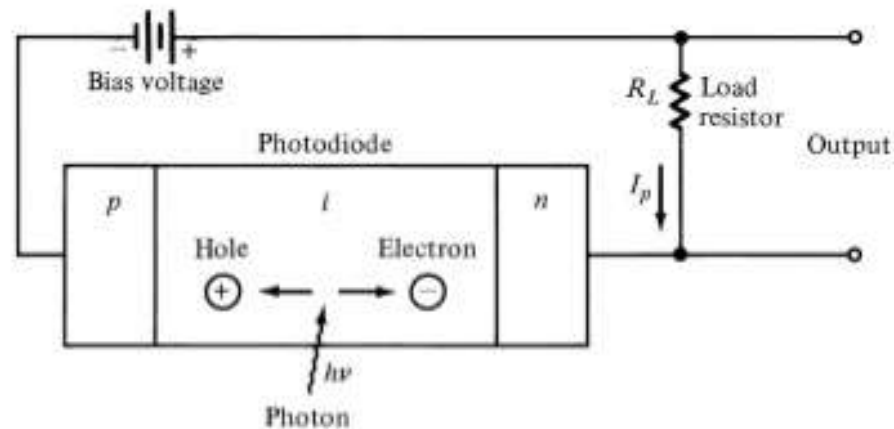 − +
Bias voltage
R_L Load
resistor
Photodiode
Output
p i n
I_p
Hole Electron
+ −
hν
Photon